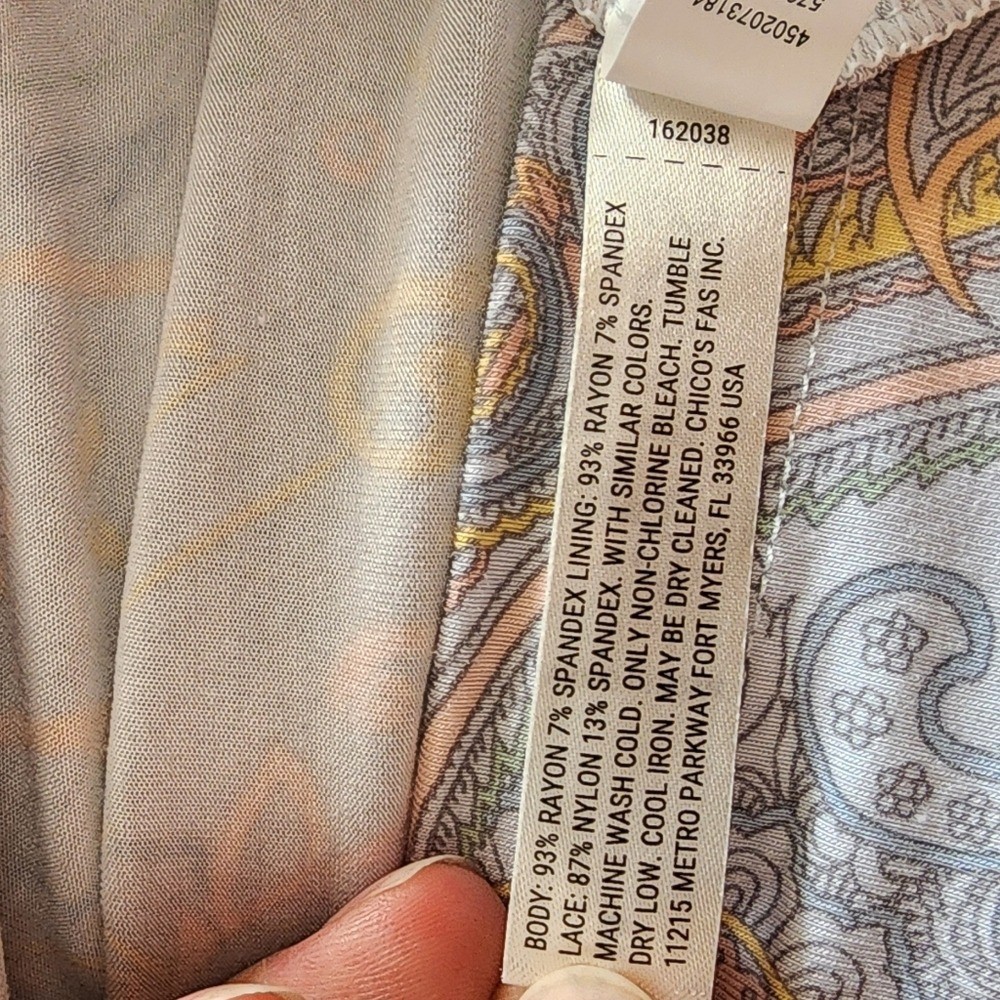 4502073184
570
162038
BODY: 93% RAYON 7% SPANDEX LINING: 93% RAYON 7% SPANDEX
LACE: 87% NYLON 13% SPANDEX. WITH SIMILAR COLORS.
MACHINE WASH COLD. ONLY NON-CHLORINE BLEACH. TUMBLE
DRY LOW. COOL IRON. MAY BE DRY CLEANED. CHICO'S FAS INC.
11215 METRO PARKWAY FORT MYERS, FL 33966 USA